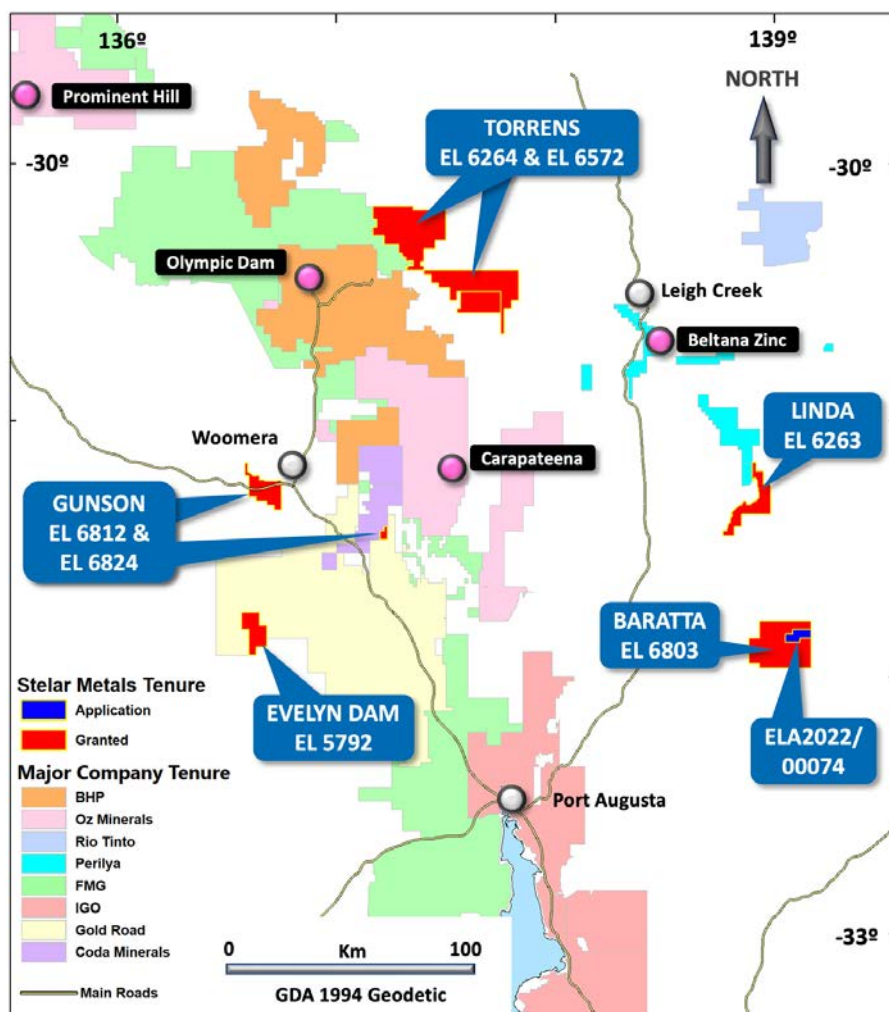 136º
139º
Prominent Hill
NORTH
TORRENS
EL 6264 & EL 6572
-30º
-30º
Olympic Dam
Leigh Creek
Beltana Zinc
LINDA
EL 6263
Woomera
Carapateena
GUNSON
EL 6812 &
EL 6824
BARATTA
EL 6803
Stelar Metals Tenure
Application
Granted
EVELYN DAM
EL 5792
ELA2022/
00074
Major Company Tenure
BHP
Oz Minerals
Rio Tinto
Perilya
FMG
IGO
Gold Road
Coda Minerals
Main Roads
Port Augusta
-33º
0 Km 100
GDA 1994 Geodetic